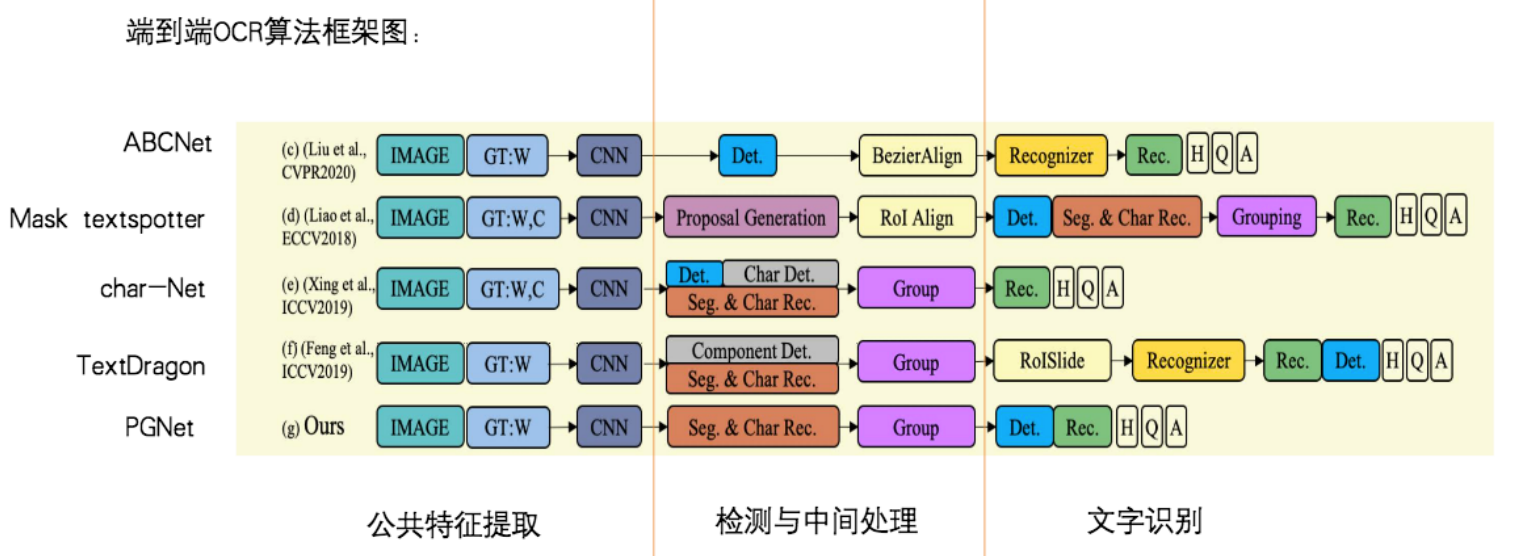 端到端OCR算法框架图：
ABCNet (c) (Liu et al., CVPR2020) IMAGE GT:W CNN Det. BezierAlign Recognizer Rec. H Q A
Mask textspotter (d) (Liao et al., ECCV2018) IMAGE GT:W,C CNN Proposal Generation RoI Align Det. Seg. & Char Rec. Grouping Rec. H Q A
char-Net (e) (Xing et al., ICCV2019) IMAGE GT:W,C CNN Det. Char Det. Seg. & Char Rec. Group Rec. H Q A
TextDragon (f) (Feng et al., ICCV2019) IMAGE GT:W CNN Component Det. Seg. & Char Rec. Group RoISlide Recognizer Rec. Det. H Q A
PGNet (g) Ours IMAGE GT:W CNN Seg. & Char Rec. Group Det. Rec. H Q A
公共特征提取 检测与中间处理 文字识别